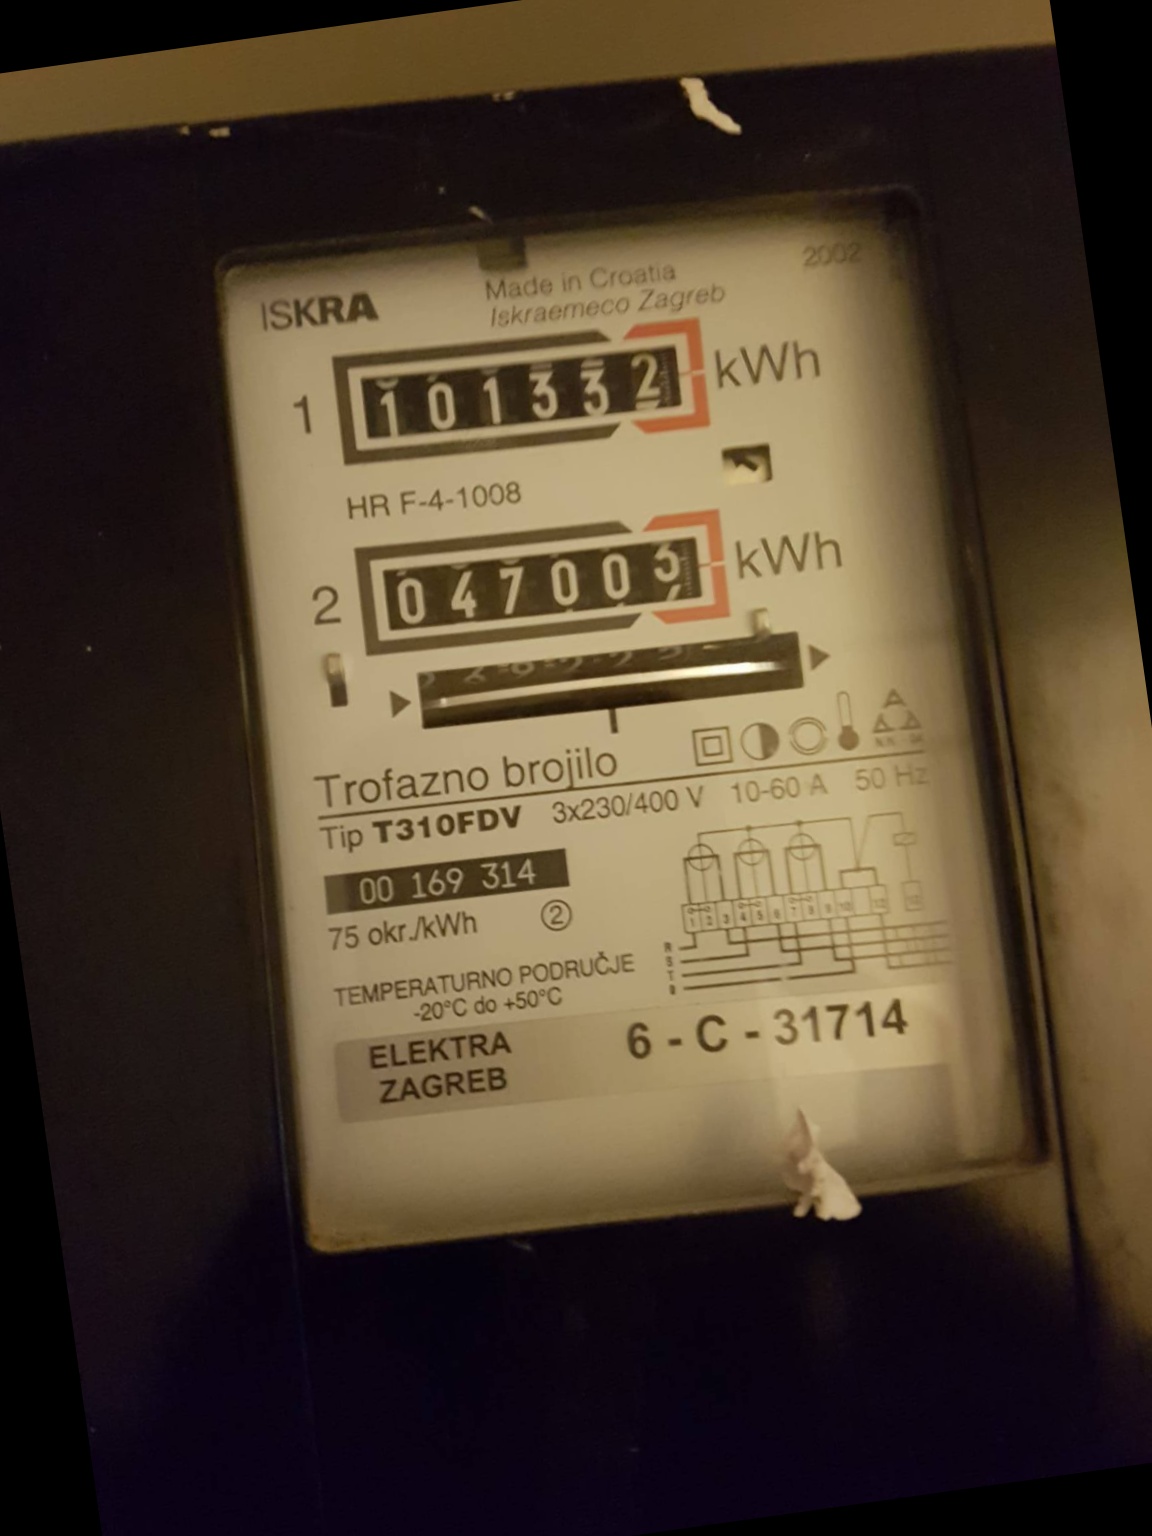 2002
ISKRA
Made in Croatia
Iskraemeco Zagreb
1 101332 kWh
HR F-4-1008
2 04700 kWh
Trofazno brojilo
Tip T310FDV 3x230/400 V 10-60 A 50 Hz
00 169 314
75 okr./kWh 2
TEMPERATURNO PODRUČJE
-20°C do +50°C
R
S
T
0
ELEKTRA
ZAGREB
6 - C - 31714